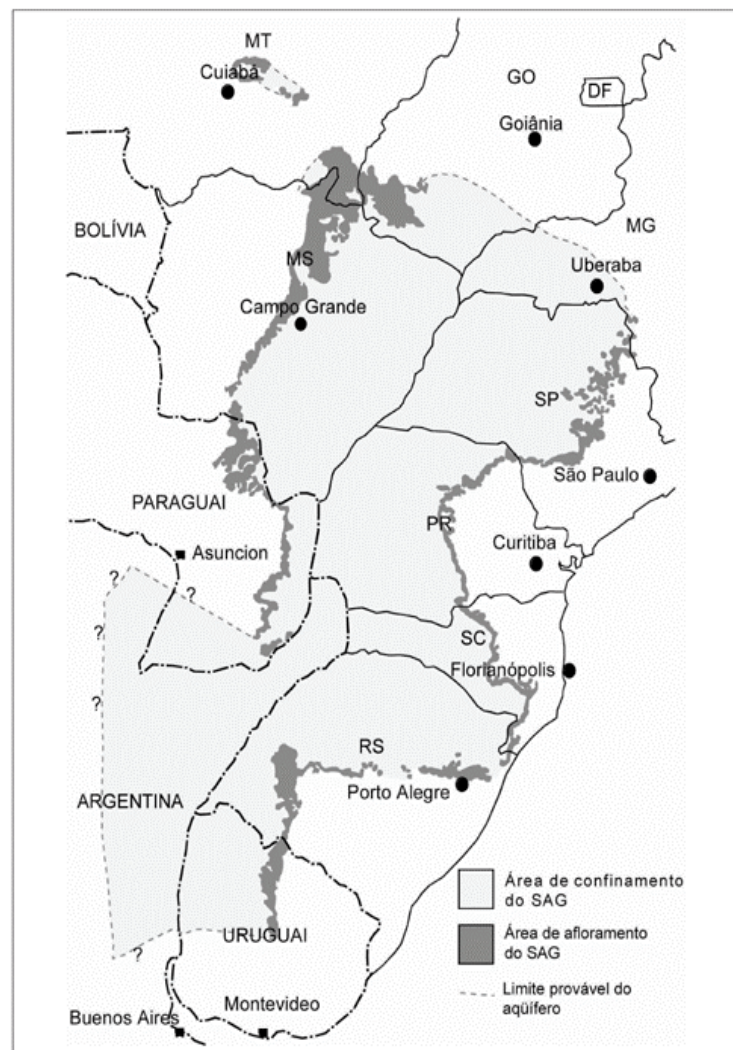 MT
Cuiabá
GO
DF
Goiânia
BOLÍVIA
MG
MS
Uberaba
Campo Grande
SP
São Paulo
PARAGUAI
PR
Asuncion
Curitiba
?
?
?
SC
Florianópolis
?
RS
ARGENTINA
Porto Alegre
Área de confinamento
do SAG
URUGUAI
Área de afloramento
do SAG
?
Limite provável do
aqüífero
Buenos Aires
Montevideo